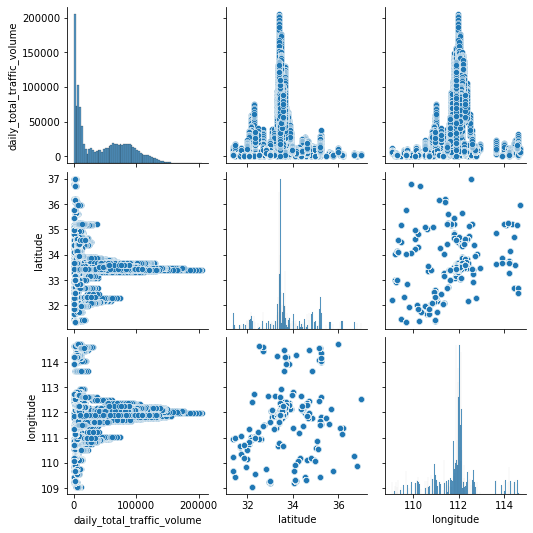 200000
150000
100000
50000
0
daily_total_traffic_volume
37
36
35
34
33
32
latitude
114
113
112
111
110
109
longitude
0 100000 200000
daily_total_traffic_volume
32 34 36
latitude
110 112 114
longitude